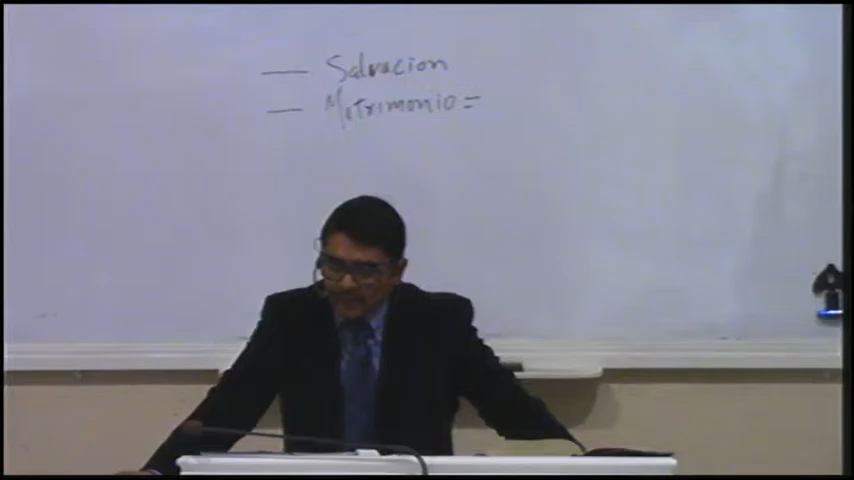 — Salvacion
— Matrimonio =